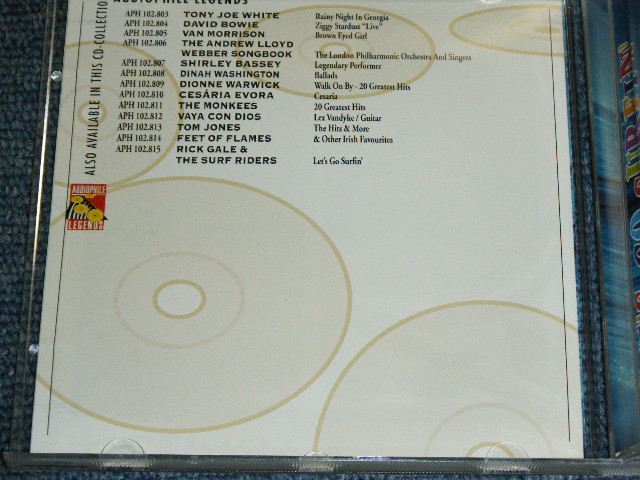 AUDIOPHILE LEGENDS
APH 102.803 TONY JOE WHITE Rainy Night In Georgia
APH 102.804 DAVID BOWIE Ziggy Stardust "Live"
APH 102.805 VAN MORRISON Brown Eyed Girl
APH 102.806 THE ANDREW LLOYD
WEBBER SONGBOOK The London Philharmonic Orchestra And Singers
APH 102.807 SHIRLEY BASSEY Legendary Performer
APH 102.808 DINAH WASHINGTON Ballads
APH 102.809 DIONNE WARWICK Walk On By - 20 Greatest Hits
APH 102.810 CESÁRIA EVORA Cesaria
APH 102.811 THE MONKEES 20 Greatest Hits
APH 102.812 VAYA CON DIOS Lex Vandyke / Guitar
APH 102.813 TOM JONES The Hits & More
APH 102.814 FEET OF FLAMES & Other Irish Favourites
APH 102.815 RICK GALE &
THE SURF RIDERS Let's Go Surfin'
ALSO AVAILABLE IN THIS CD-COLLECTIO
AUDIOPHILE
LEGENDS